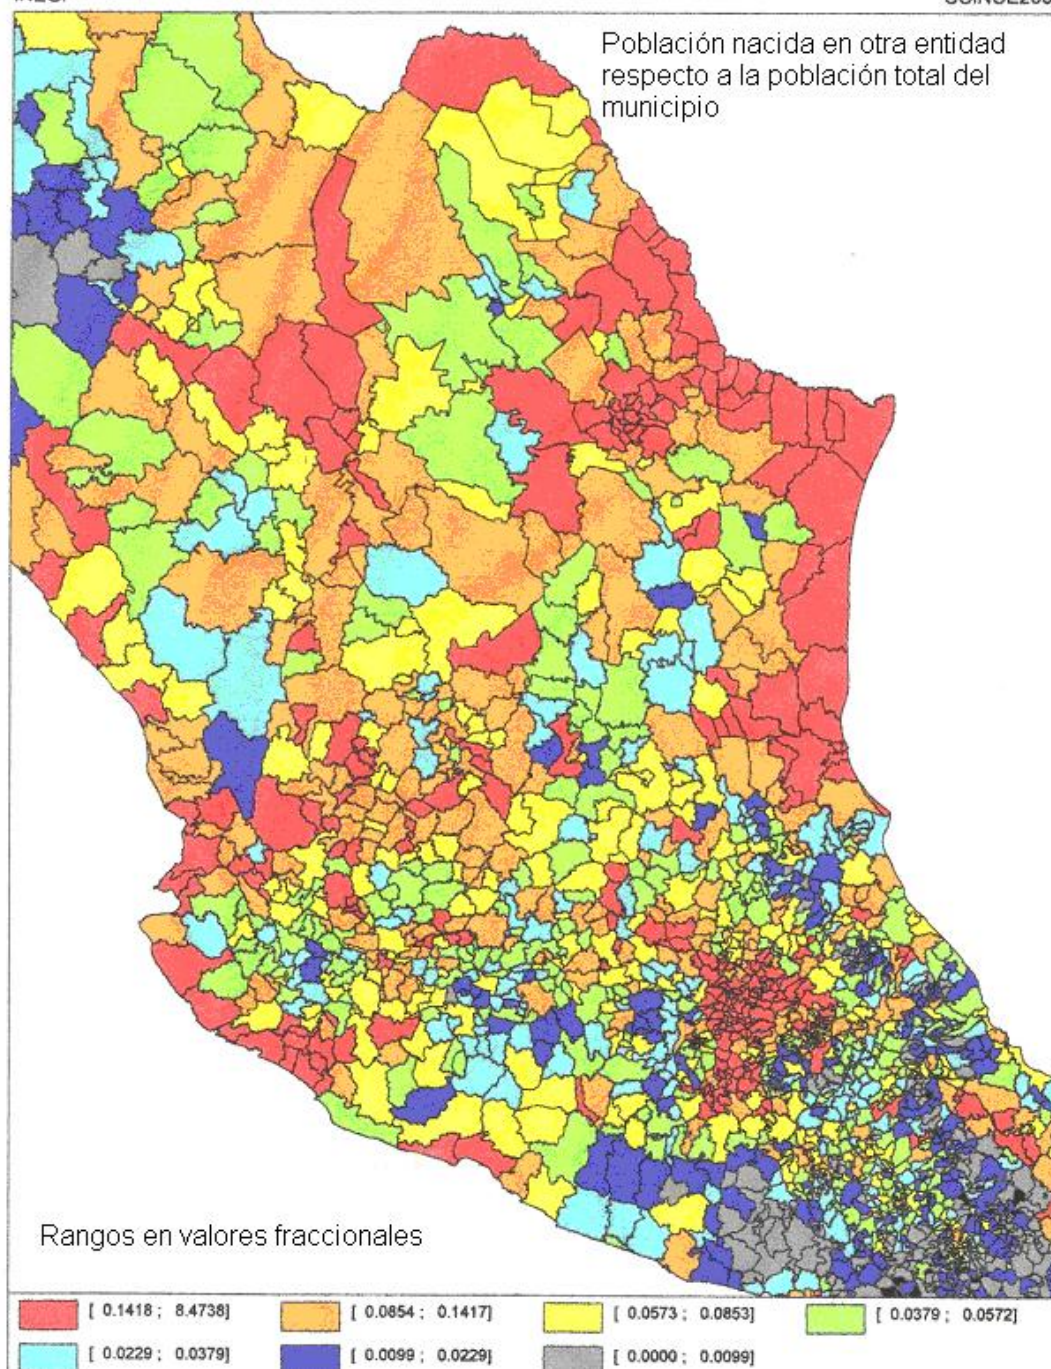 Población nacida en otra entidad
respecto a la población total del
municipio
Rangos en valores fraccionales
[ 0.1418 ; 8.4738]
[ 0.0854 ; 0.1417]
[ 0.0573 ; 0.0853]
[ 0.0379 ; 0.0572]
[ 0.0229 ; 0.0379]
[ 0.0099 ; 0.0229]
[ 0.0000 ; 0.0099]